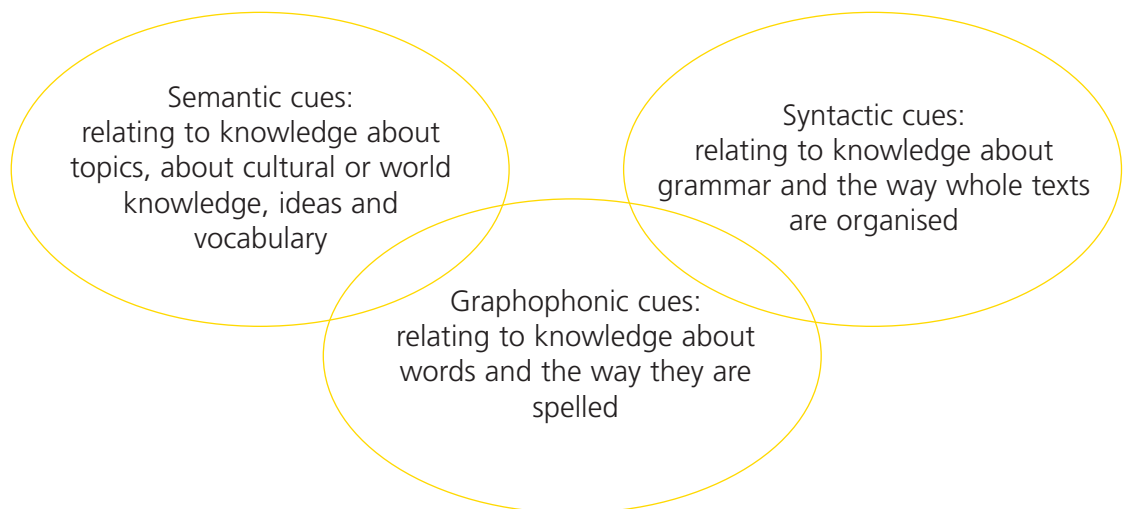 Semantic cues:
relating to knowledge about
topics, about cultural or world
knowledge, ideas and
vocabulary
Syntactic cues:
relating to knowledge about
grammar and the way whole texts
are organised
Graphophonic cues:
relating to knowledge about
words and the way they are
spelled